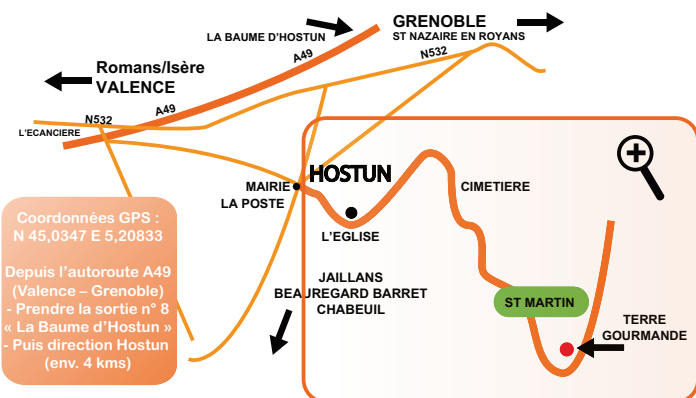 GRENOBLE
ST NAZAIRE EN ROYANS
LA BAUME D'HOSTUN
A49
N532
Romans/Isère
VALENCE
A49
N532
L'ECANCIERE
HOSTUN
MAIRIE
LA POSTE
CIMETIERE
L'EGLISE
Coordonnées GPS :
N 45,0347 E 5,20833
Depuis l'autoroute A49
(Valence – Grenoble)
- Prendre la sortie n° 8
« La Baume d'Hostun »
- Puis direction Hostun
(env. 4 kms)
JAILLANS
BEAUREGARD BARRET
CHABEUIL
ST MARTIN
TERRE
GOURMANDE